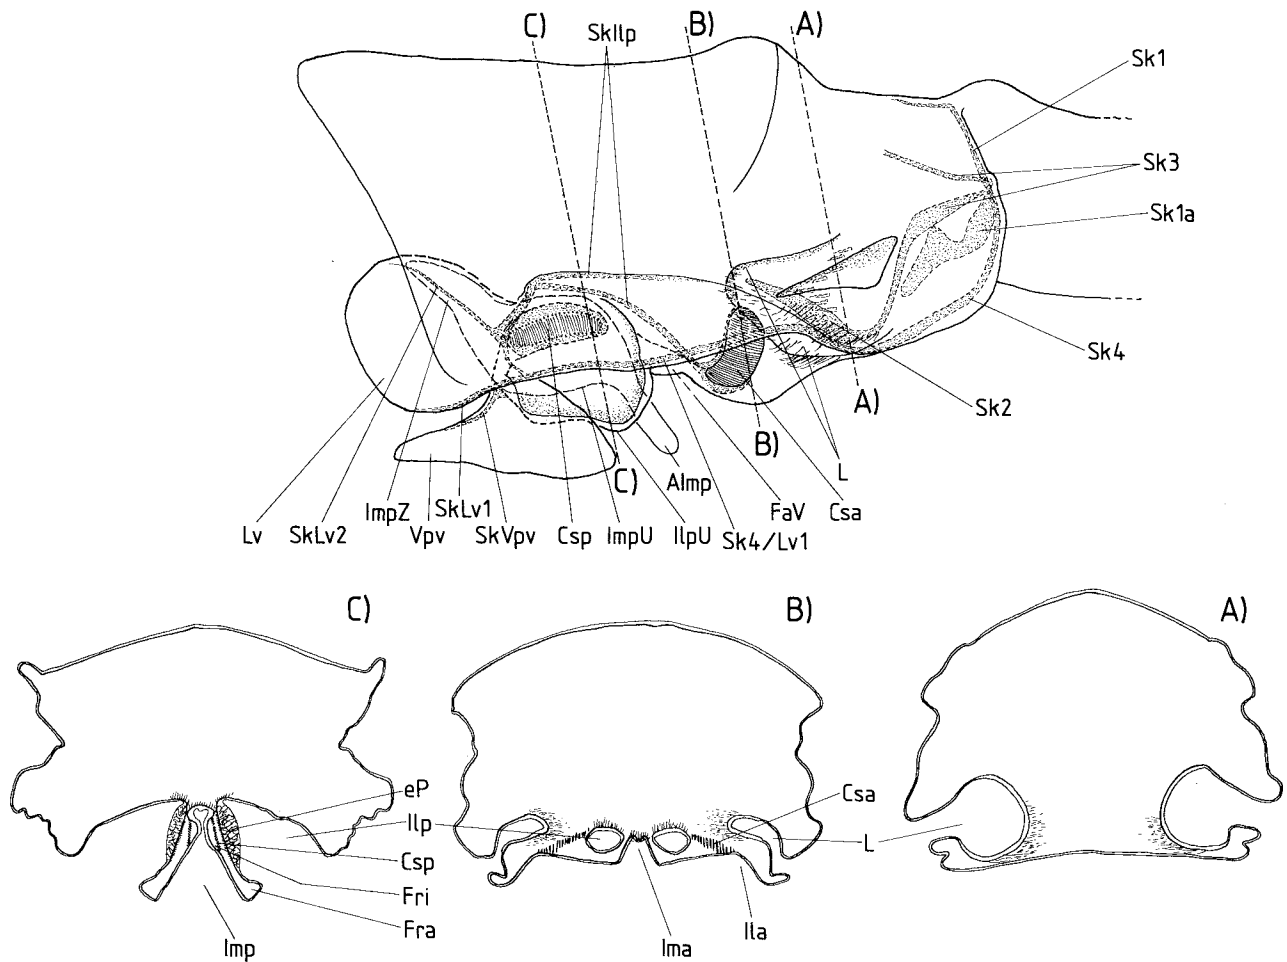 C)
B)
A)
SkIlp
Sk1
Sk3
Sk1a
Sk4
Sk2
A)
B)
C)
AImp
L
ImpZ
SkLv1
FaV
Csa
Lv
SkLv2
Vpv
SkVpv
Csp
ImpU
IlpU
Sk4/Lv1
C)
B)
A)
eP
Ilp
Csp
Fri
Fra
Imp
Csa
L
Ima
Ila